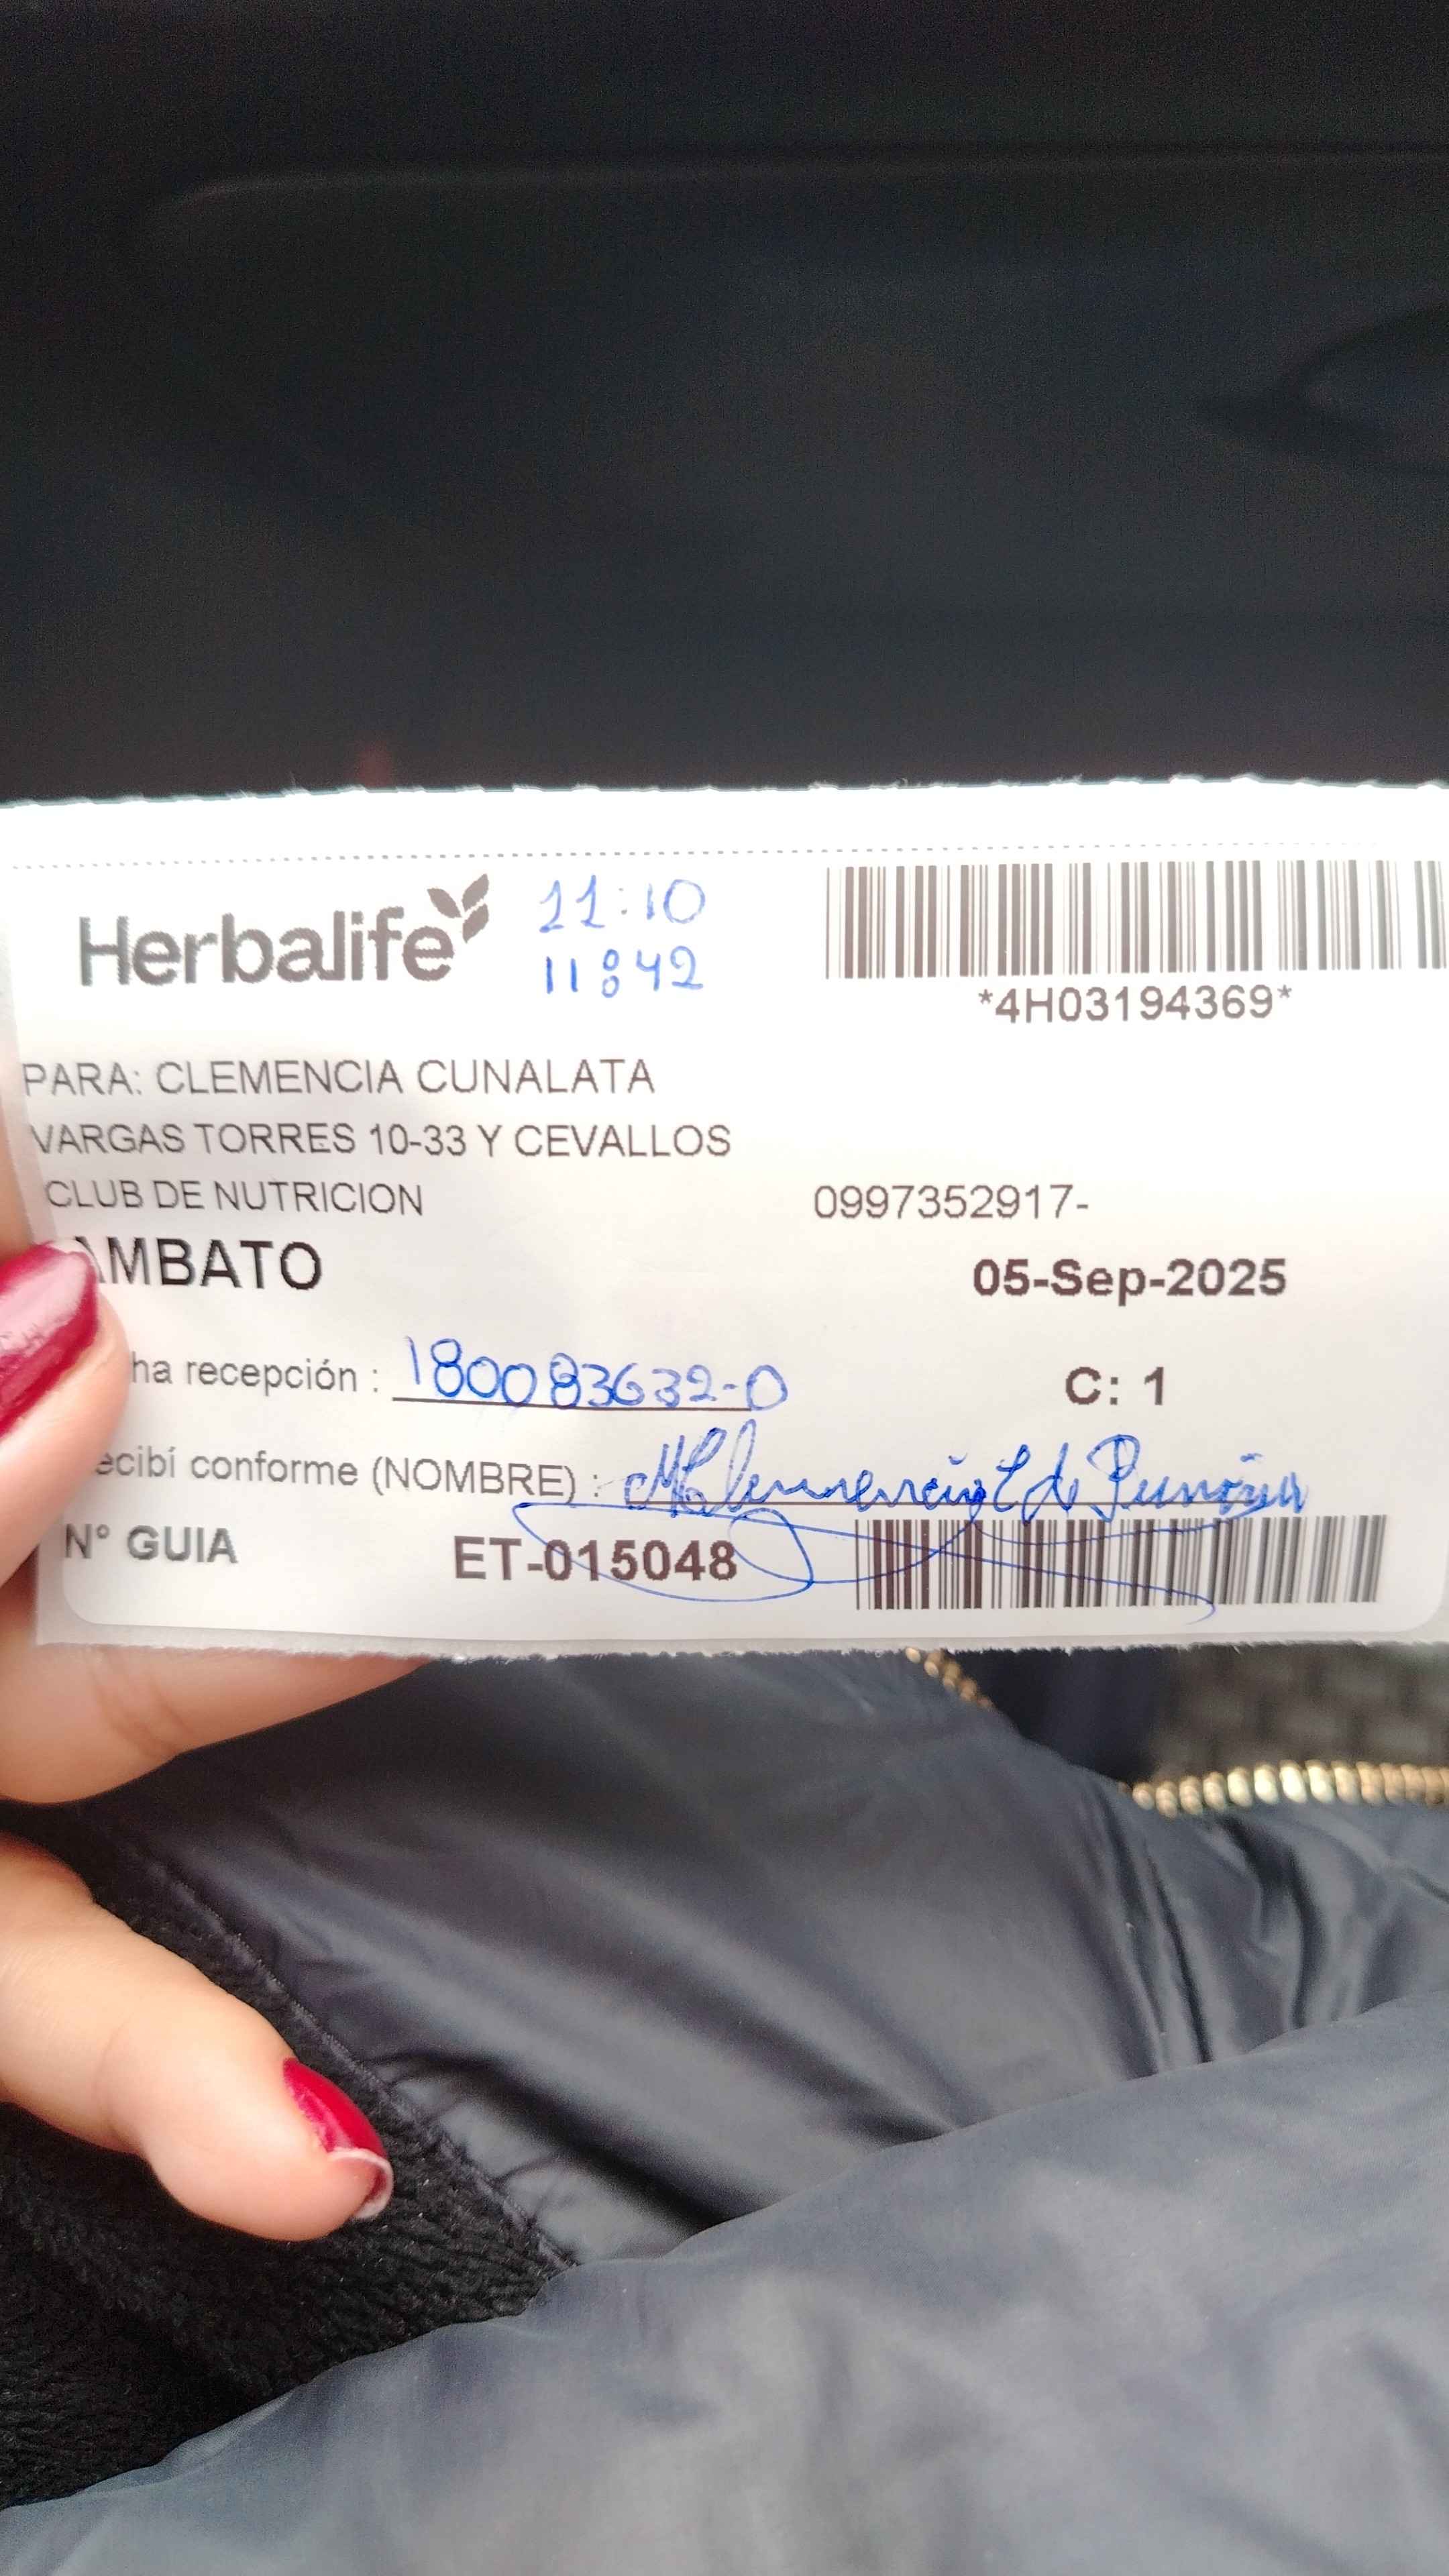 Herbalife
11:10
11:42
*4H03194369*
PARA: CLEMENCIA CUNALATA
VARGAS TORRES 10-33 Y CEVALLOS
CLUB DE NUTRICION 0997352917-
AMBATO
05-Sep-2025
ha recepción : 180083632-0
C: 1
ecibí conforme (NOMBRE) :
N° GUIA ET-015048